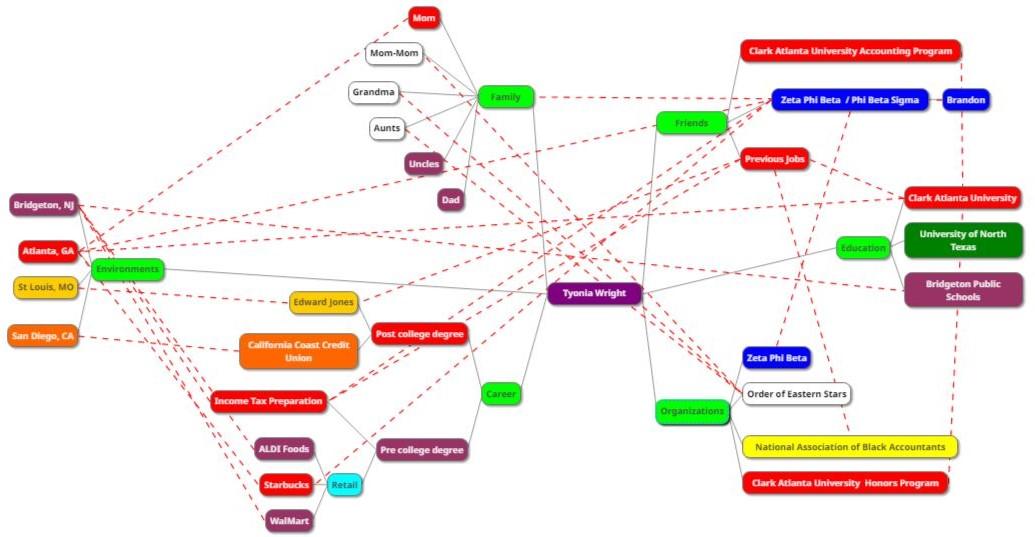 Mom
Mom-Mom
Grandma
Aunts
Uncles
Dad
Family
Clark Atlanta University Accounting Program
Zeta Phi Beta / Phi Beta Sigma
Brandon
Friends
Previous Jobs
Bridgeton, NJ
Atlanta, GA
St Louis, MO
San Diego, CA
Environments
Clark Atlanta University
University of North
Texas
Bridgeton Public
Schools
Education
Tyonia Wright
Edward Jones
California Coast Credit
Union
Post college degree
Income Tax Preparation
Career
ALDI Foods
Starbucks
WalMart
Retail
Pre college degree
Zeta Phi Beta
Order of Eastern Stars
Organizations
National Association of Black Accountants
Clark Atlanta University Honors Program